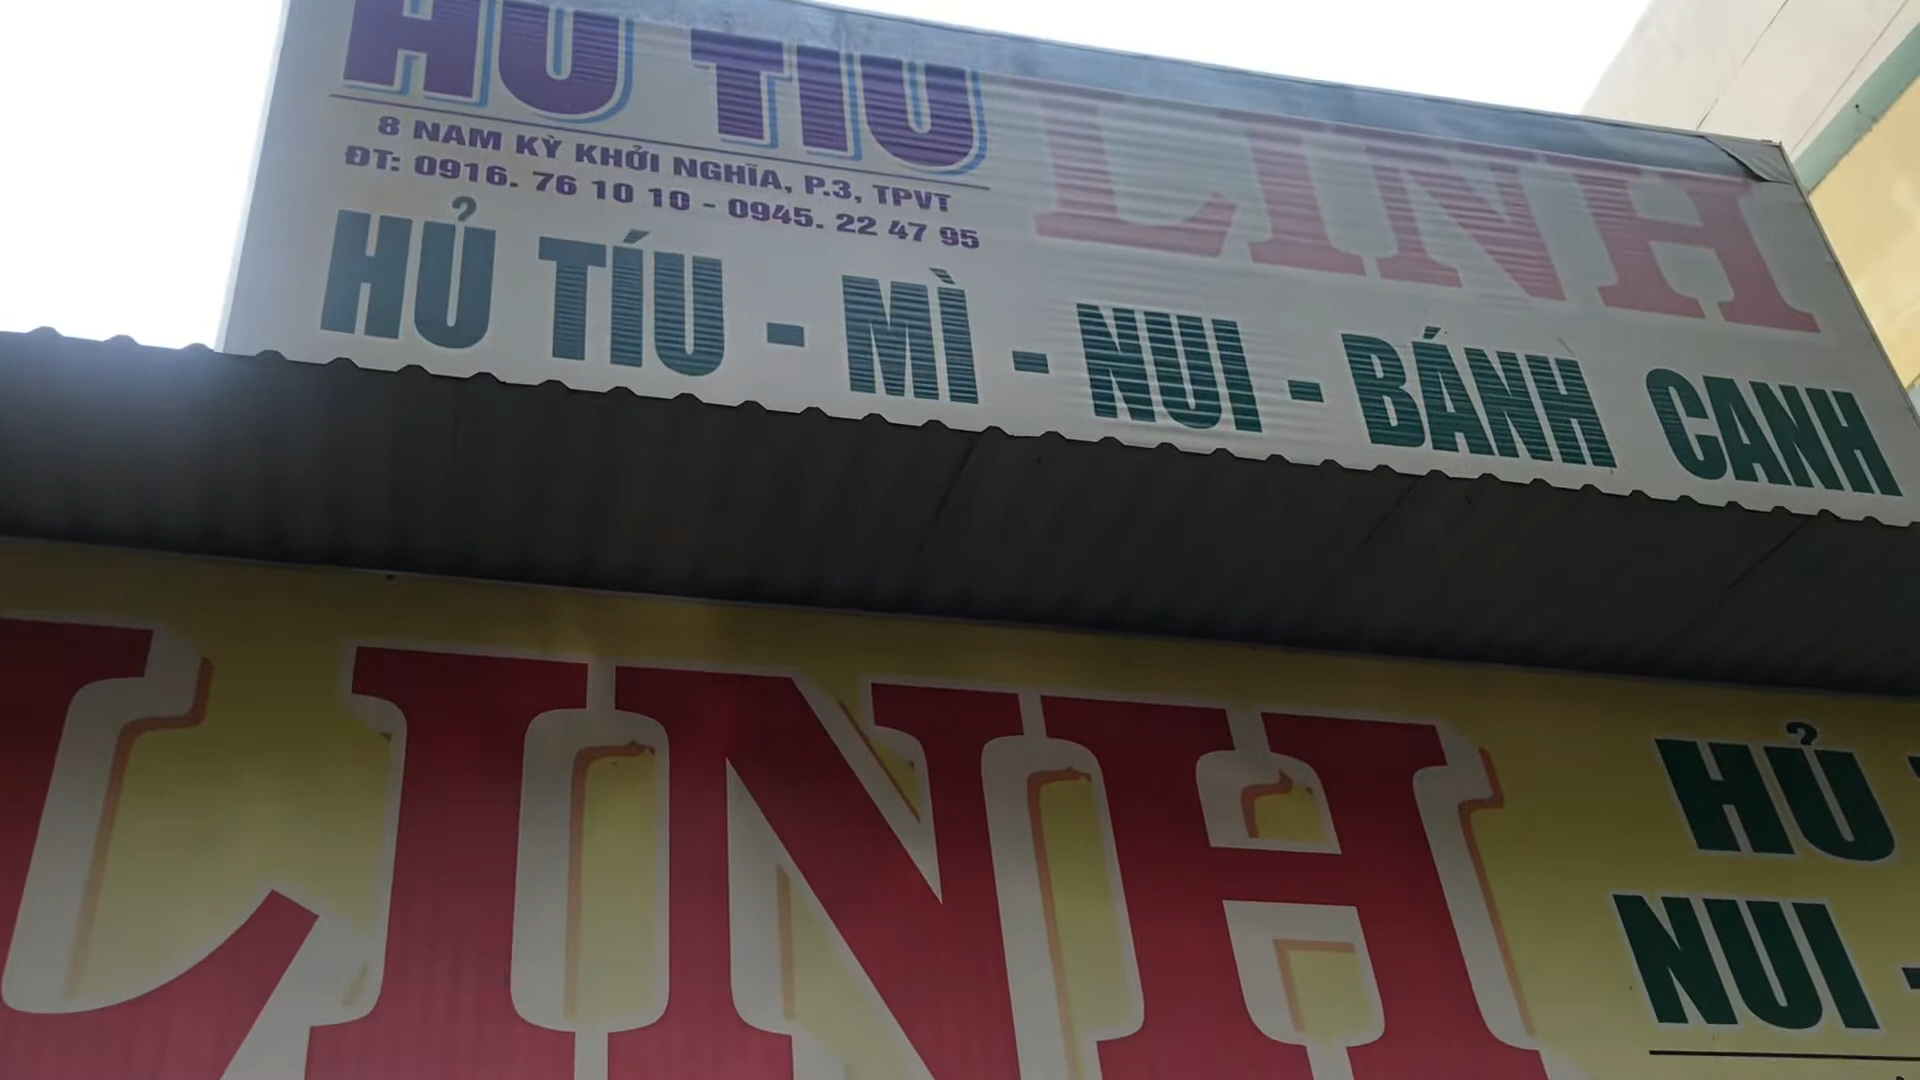 HỦ TÍU LINH
8 NAM KỲ KHỞI NGHĨA, P.3, TPVT
ĐT: 0916. 76 10 10 - 0945. 22 47 95
HỦ TÍU - MÌ - NUI - BÁNH CANH
LINH
HỦ
NUI -